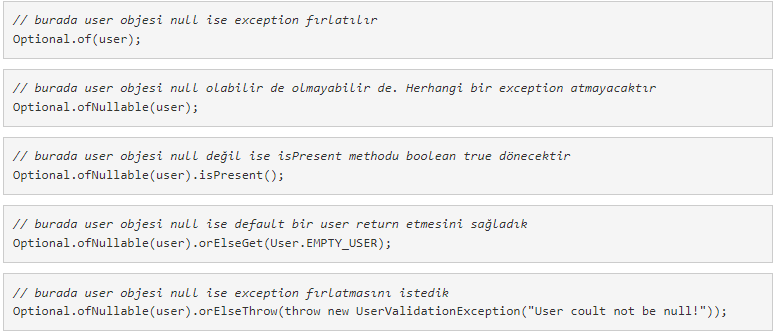 // burada user objesi null ise exception fırlatılır
Optional.of(user);
// burada user objesi null olabilir de olmayabilir de. Herhangi bir exception atmayacaktır
Optional.ofNullable(user);
// burada user objesi null değil ise isPresent methodu boolean true dönecektir
Optional.ofNullable(user).isPresent();
// burada user objesi null ise default bir user return etmesini sağladık
Optional.ofNullable(user).orElseGet(User.EMPTY_USER);
// burada user objesi null ise exception fırlatmasını istedik
Optional.ofNullable(user).orElseThrow(throw new UserValidationException("User coult not be null!"));